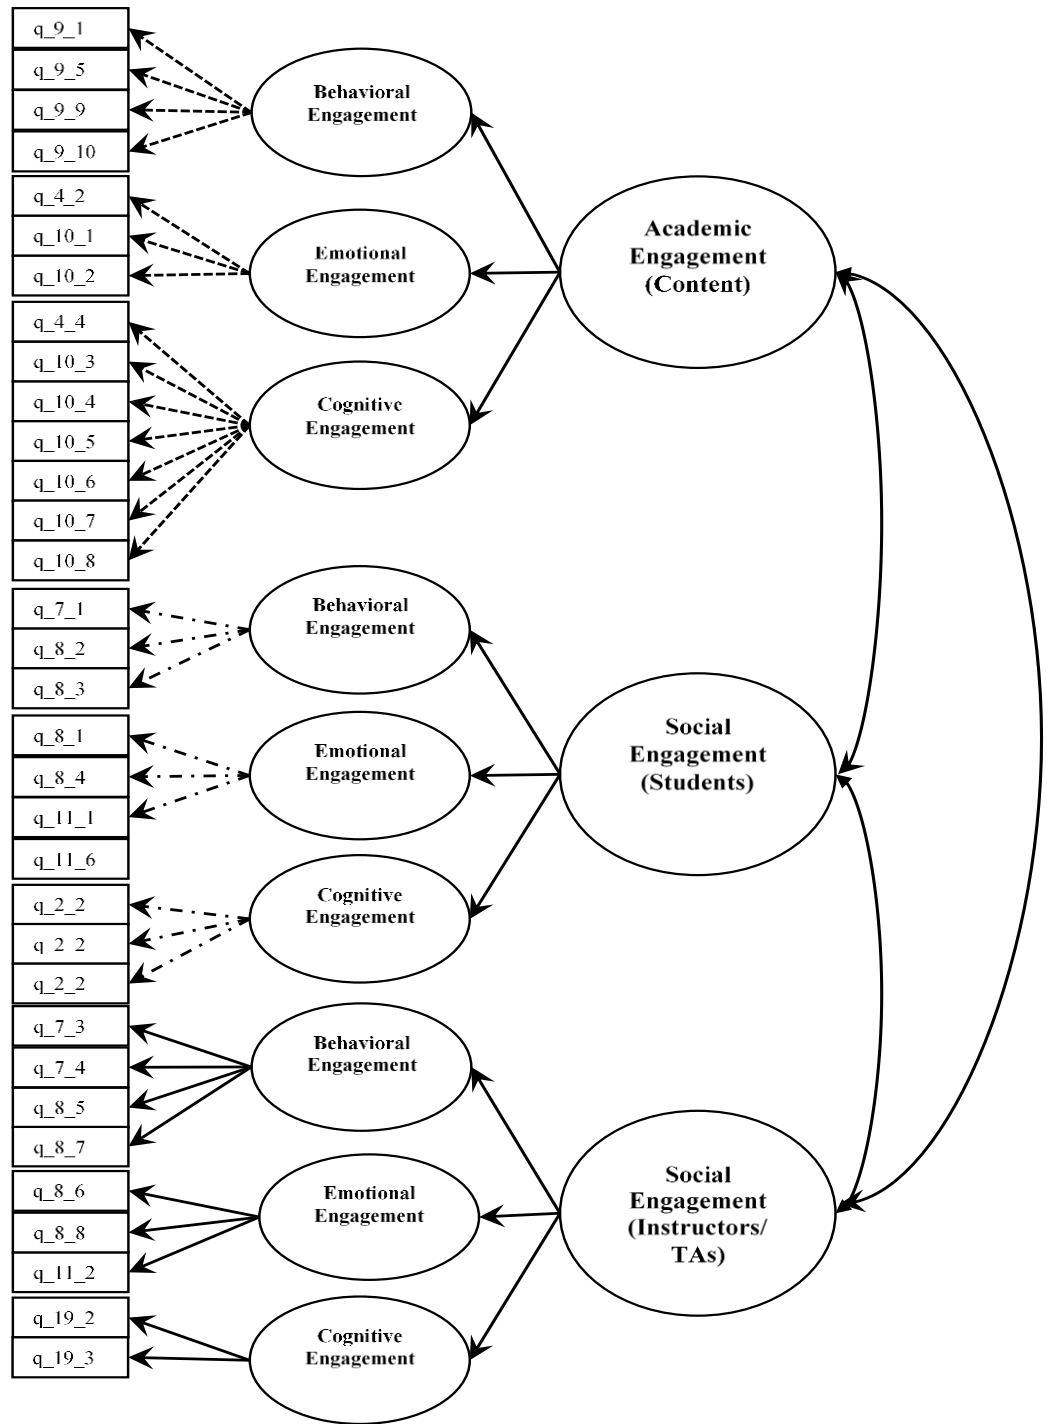 q_9_1
q_9_5
q_9_9
q_9_10
Behavioral
Engagement
q_4_2
q_10_1
q_10_2
Emotional
Engagement
q_4_4
q_10_3
q_10_4
q_10_5
q_10_6
q_10_7
q_10_8
Cognitive
Engagement
Academic
Engagement
(Content)
q_7_1
q_8_2
q_8_3
Behavioral
Engagement
q_8_1
q_8_4
q_11_1
q_11_6
Emotional
Engagement
q_2_2
q_2_2
q_2_2
Cognitive
Engagement
Social
Engagement
(Students)
q_7_3
q_7_4
q_8_5
q_8_7
Behavioral
Engagement
q_8_6
q_8_8
q_11_2
Emotional
Engagement
q_19_2
q_19_3
Cognitive
Engagement
Social
Engagement
(Instructors/
TAs)